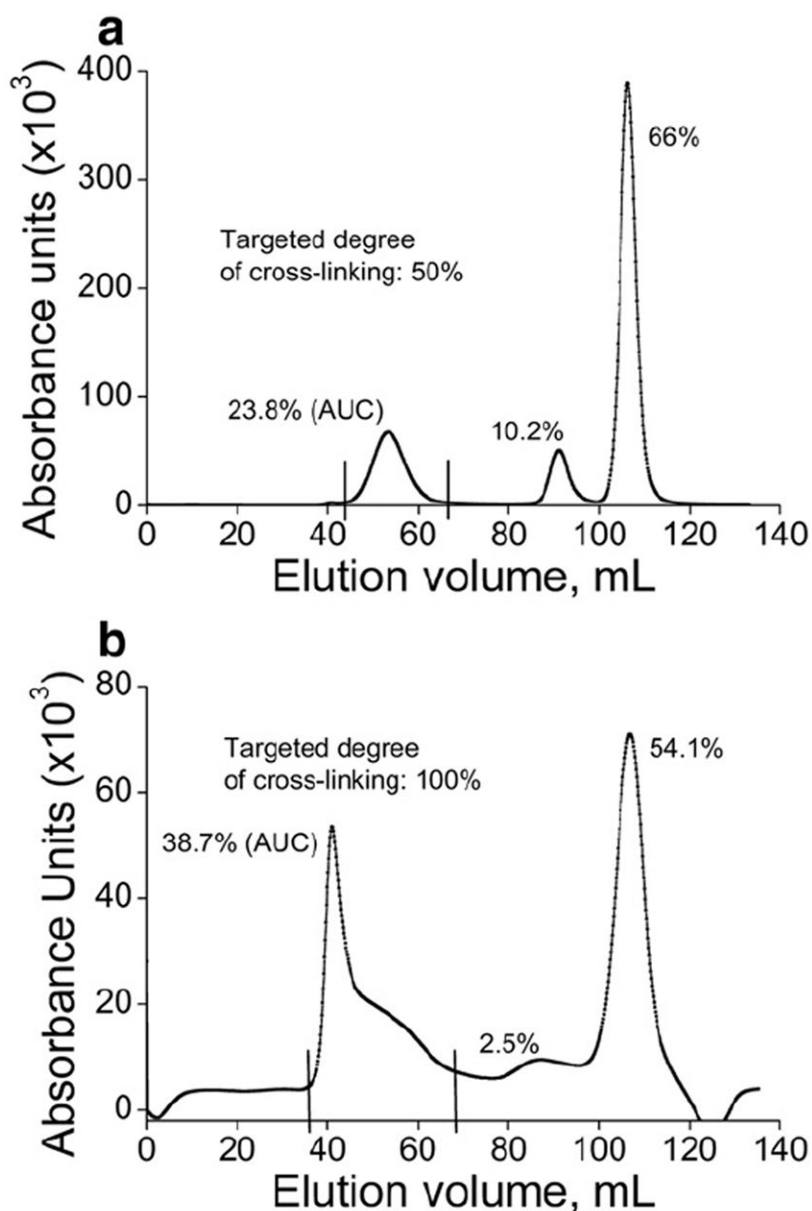 a
Absorbance units (x10³)
400
300
200
100
0
Targeted degree
of cross-linking: 50%
23.8% (AUC)
10.2%
66%
0 20 40 60 80 100 120 140
Elution volume, mL
b
Absorbance Units (x10³)
80
60
40
20
0
Targeted degree
of cross-linking: 100%
38.7% (AUC)
2.5%
54.1%
0 20 40 60 80 100 120 140
Elution volume, mL